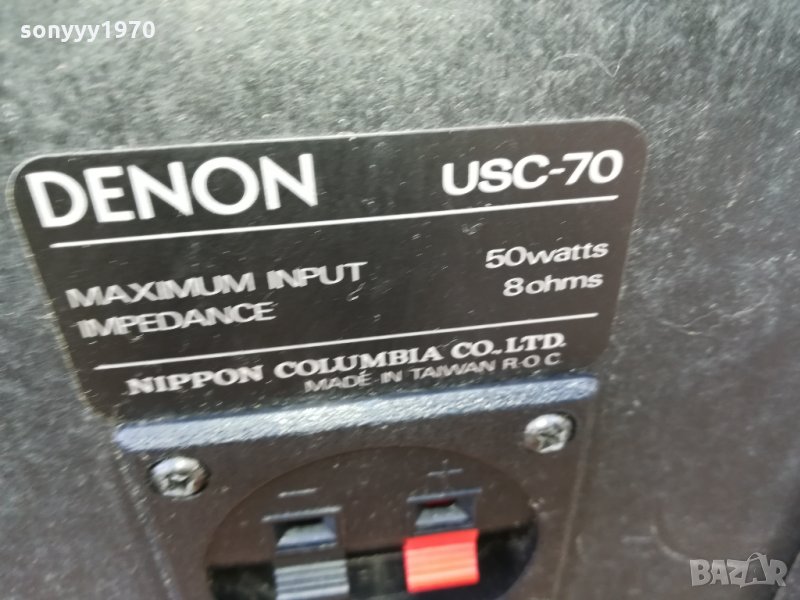 sonyyy1970
DENON USC-70
MAXIMUM INPUT 50watts
IMPEDANCE 8ohms
NIPPON COLUMBIA CO., LTD.
MADE IN TAIWAN R·O·C
− +
BAZAR